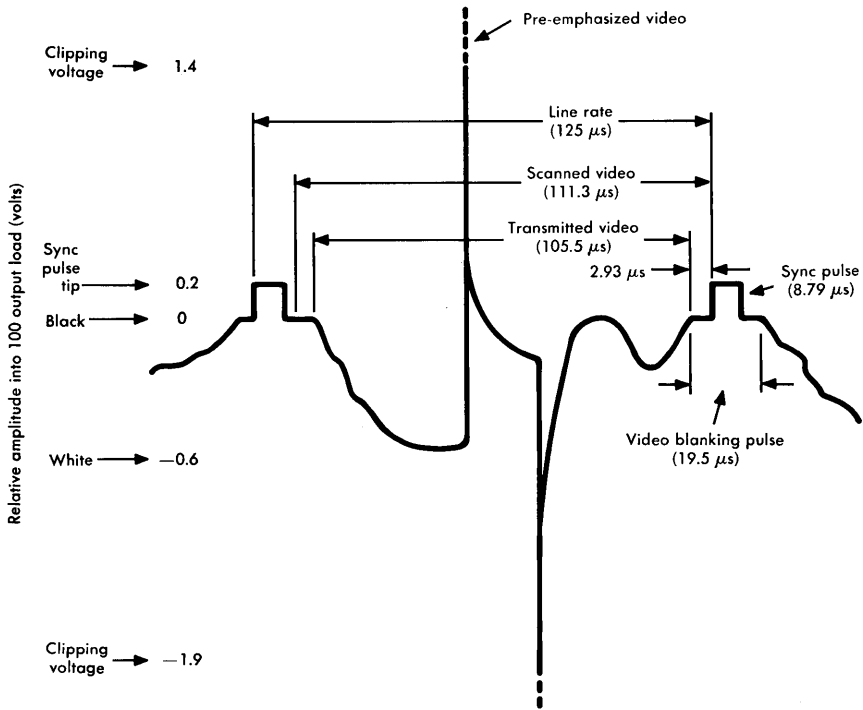 Pre-emphasized video
Clipping
voltage
1.4
Line rate
(125 μs)
Scanned video
(111.3 μs)
Transmitted video
(105.5 μs)
2.93 μs
Sync pulse
(8.79 μs)
Sync
pulse
tip
0.2
Black
0
Relative amplitude into 100 output load (volts)
Video blanking pulse
(19.5 μs)
White
—0.6
Clipping
voltage
—1.9